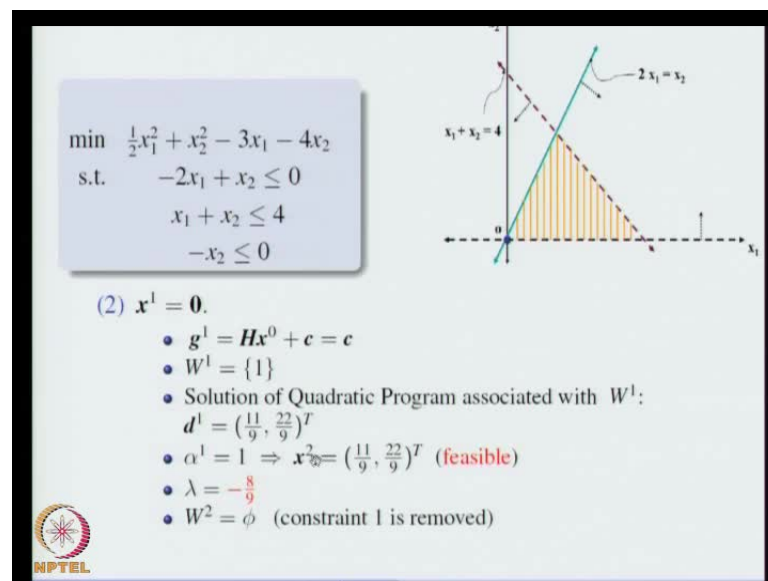 min ½x₁² + x₂² − 3x₁ − 4x₂
s.t. −2x₁ + x₂ ≤ 0
x₁ + x₂ ≤ 4
−x₂ ≤ 0
2 x₁ = x₂
x₁ + x₂ = 4
0
x₁
(2) x¹ = 0.
• g¹ = Hx⁰ + c = c
• W¹ = {1}
• Solution of Quadratic Program associated with W¹:
d¹ = (11/9, 22/9)ᵀ
• α¹ = 1 ⇒ x² = (11/9, 22/9)ᵀ (feasible)
• λ = −8/9
• W² = ϕ (constraint 1 is removed)
NPTEL